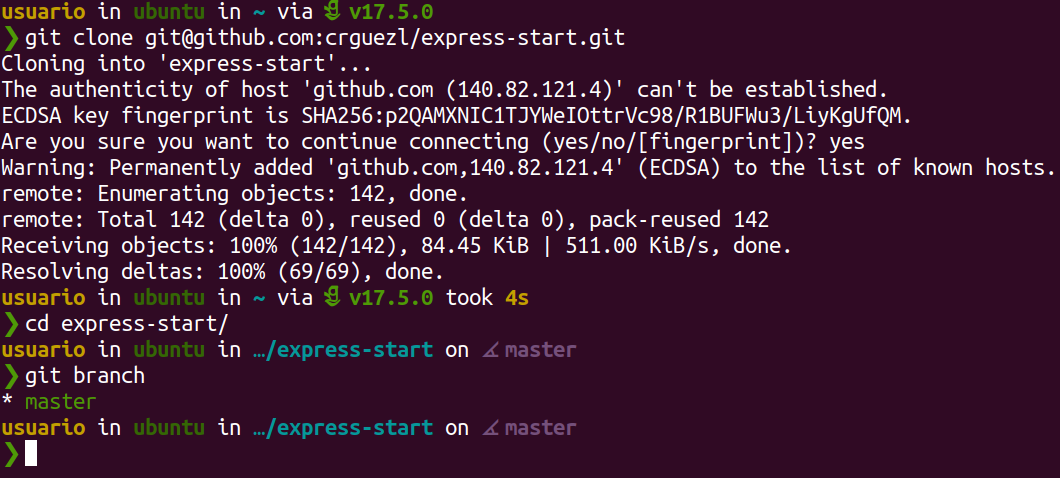 usuario in ubuntu in ~ via v17.5.0
❯ git clone git@github.com:crguezl/express-start.git
Cloning into 'express-start'...
The authenticity of host 'github.com (140.82.121.4)' can't be established.
ECDSA key fingerprint is SHA256:p2QAMXNIC1TJYWeIOttrVc98/R1BUFWu3/LiyKgUfQM.
Are you sure you want to continue connecting (yes/no/[fingerprint])? yes
Warning: Permanently added 'github.com,140.82.121.4' (ECDSA) to the list of known hosts.
remote: Enumerating objects: 142, done.
remote: Total 142 (delta 0), reused 0 (delta 0), pack-reused 142
Receiving objects: 100% (142/142), 84.45 KiB | 511.00 KiB/s, done.
Resolving deltas: 100% (69/69), done.
usuario in ubuntu in ~ via v17.5.0 took 4s
❯ cd express-start/
usuario in ubuntu in …/express-start on master
❯ git branch
* master
usuario in ubuntu in …/express-start on master
❯